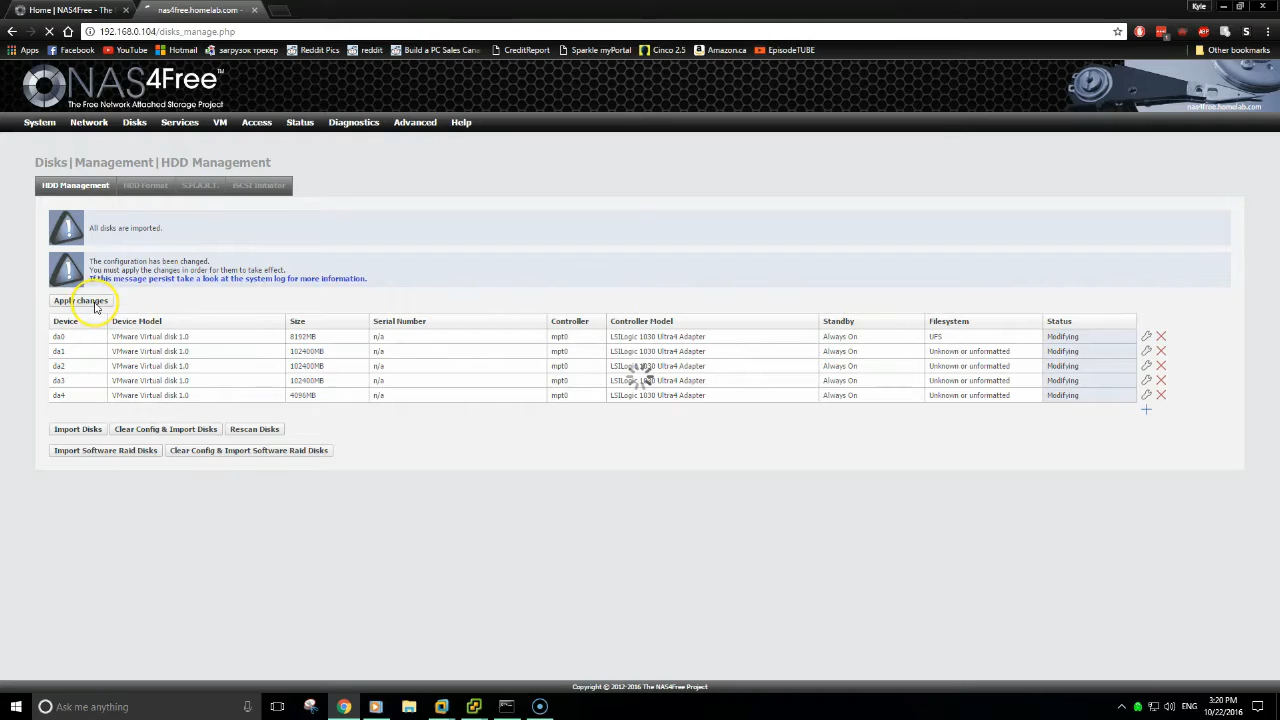 Home | NAS4Free - The
nas4free.homelab.com -
Kyle
192.168.0.104/disks_manage.php
Apps
Facebook
YouTube
Hotmail
загрузок трекер
Reddit Pics
reddit
Build a PC Sales Cana
CreditReport
Sparkle myPortal
Cinco 2.5
Amazon.ca
EpisodeTUBE
Other bookmarks
NAS4Free™
The Free Network Attached Storage Project
nas4free.homelab.com
System Network Disks Services VM Access Status Diagnostics Advanced Help
Disks|Management|HDD Management
HDD Management HDD Format S.M.A.R.T. iSCSI Initiator
All disks are imported.
The configuration has been changed.
You must apply the changes in order for them to take effect.
If this message persist take a look at the system log for more information.
Apply changes
Device Device Model Size Serial Number Controller Controller Model Standby Filesystem Status
da0 VMware Virtual disk 1.0 8192MB n/a mpt0 LSILogic 1030 Ultra4 Adapter Always On UFS Modifying
da1 VMware Virtual disk 1.0 102400MB n/a mpt0 LSILogic 1030 Ultra4 Adapter Always On Unknown or unformatted Modifying
da2 VMware Virtual disk 1.0 102400MB n/a mpt0 LSILogic 1030 Ultra4 Adapter Always On Unknown or unformatted Modifying
da3 VMware Virtual disk 1.0 102400MB n/a mpt0 LSILogic 1030 Ultra4 Adapter Always On Unknown or unformatted Modifying
da4 VMware Virtual disk 1.0 4096MB n/a mpt0 LSILogic 1030 Ultra4 Adapter Always On Unknown or unformatted Modifying
Import Disks Clear Config & Import Disks Rescan Disks
Import Software Raid Disks Clear Config & Import Software Raid Disks
Copyright © 2012-2016 The NAS4Free Project
Ask me anything
ENG
3:20 PM
10/22/2016